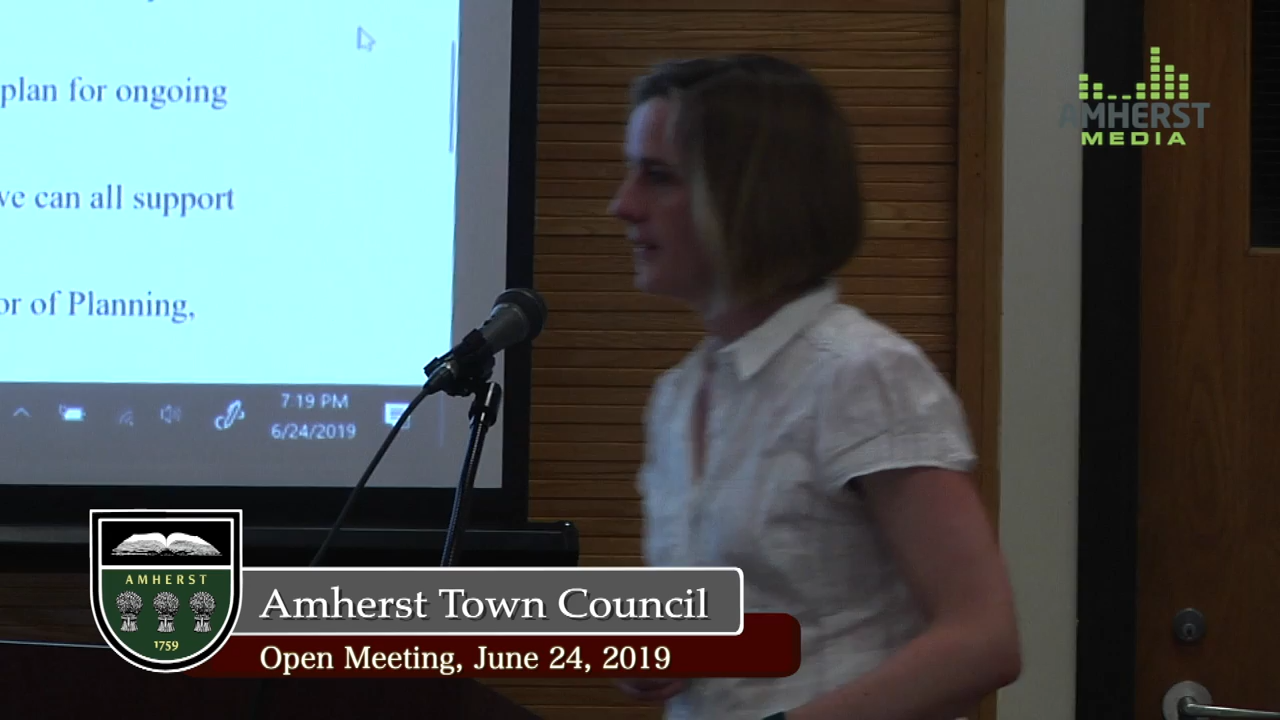 plan for ongoing
we can all support
or of Planning,
7:19 PM
6/24/2019
AMHERST
MEDIA
AMHERST
1759
Amherst Town Council
Open Meeting, June 24, 2019